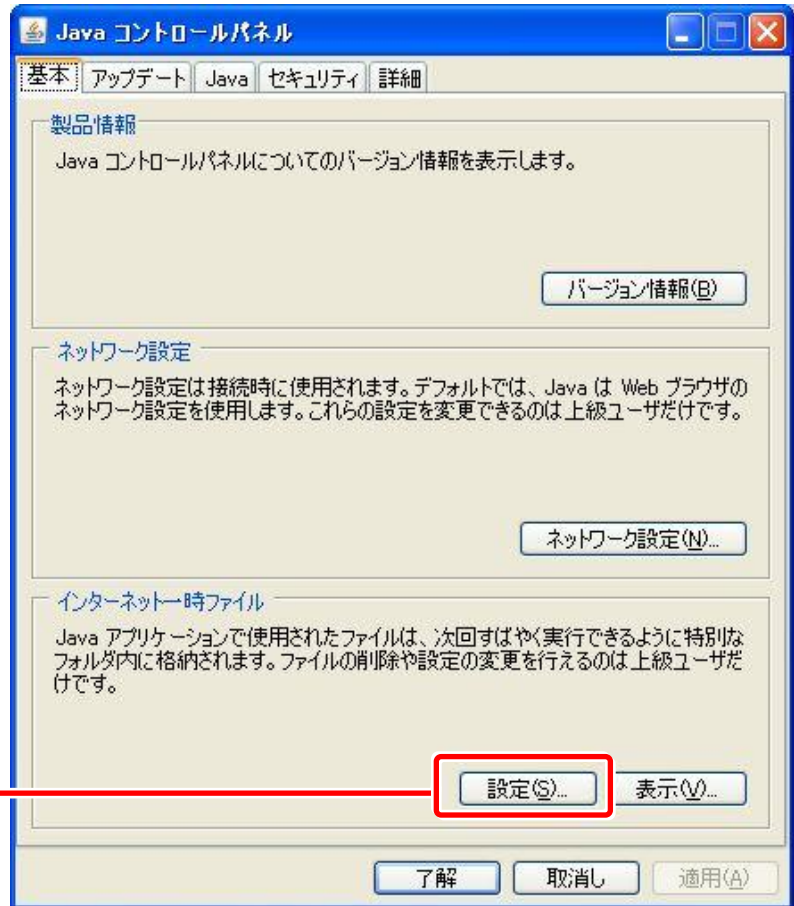 Java コントロールパネル
基本 アップデート Java セキュリティ 詳細
製品情報
Java コントロールパネルについてのバージョン情報を表示します。
バージョン情報(B)
ネットワーク設定
ネットワーク設定は接続時に使用されます。デフォルトでは、Java は Web ブラウザの
ネットワーク設定を使用します。これらの設定を変更できるのは上級ユーザだけです。
ネットワーク設定(N)...
インターネット一時ファイル
Java アプリケーションで使用されたファイルは、次回すばやく実行できるように特別な
フォルダ内に格納されます。ファイルの削除や設定の変更を行えるのは上級ユーザだ
けです。
設定(S)... 表示(V)...
了解 取消し 適用(A)